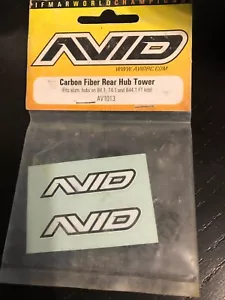 IFMAR WORLD CHAMPION
AVID
WWW.AVIDRC.COM
Carbon Fiber Rear Hub Tower
AV1013
AVID
AVID